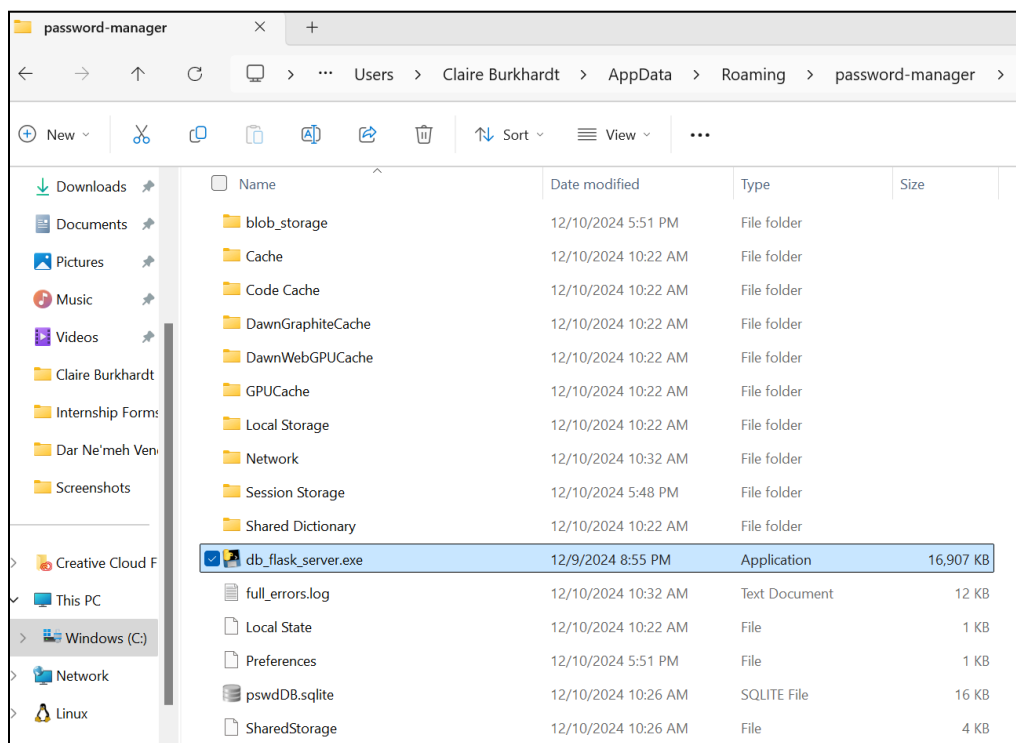 password-manager
Users > Claire Burkhardt > AppData > Roaming > password-manager >
New Sort View
Name Date modified Type Size
Downloads
Documents
Pictures
Music
Videos
Claire Burkhardt
Internship Forms
Dar Ne'meh Ven
Screenshots
Creative Cloud F
This PC
Windows (C:)
Network
Linux
blob_storage 12/10/2024 5:51 PM File folder
Cache 12/10/2024 10:22 AM File folder
Code Cache 12/10/2024 10:22 AM File folder
DawnGraphiteCache 12/10/2024 10:22 AM File folder
DawnWebGPUCache 12/10/2024 10:22 AM File folder
GPUCache 12/10/2024 10:22 AM File folder
Local Storage 12/10/2024 10:22 AM File folder
Network 12/10/2024 10:32 AM File folder
Session Storage 12/10/2024 5:48 PM File folder
Shared Dictionary 12/10/2024 10:22 AM File folder
db_flask_server.exe 12/9/2024 8:55 PM Application 16,907 KB
full_errors.log 12/10/2024 10:32 AM Text Document 12 KB
Local State 12/10/2024 10:22 AM File 1 KB
Preferences 12/10/2024 5:51 PM File 1 KB
pswdDB.sqlite 12/10/2024 10:26 AM SQLITE File 16 KB
SharedStorage 12/10/2024 10:26 AM File 4 KB